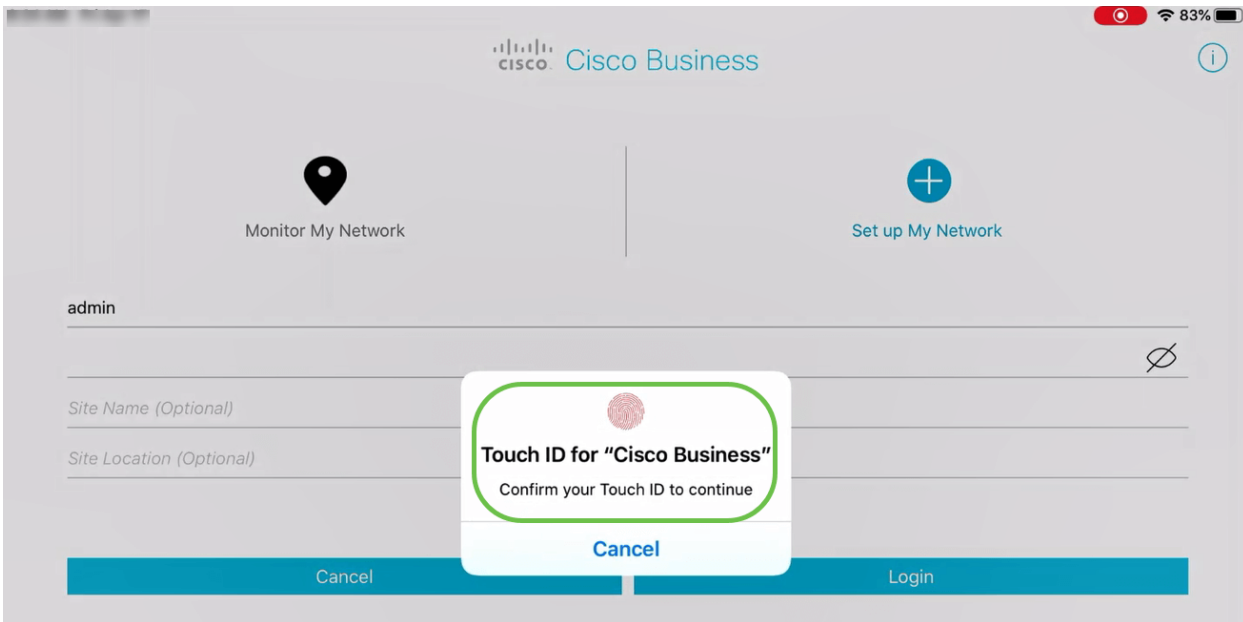 83%
cisco. Cisco Business
Monitor My Network
Set up My Network
admin
Site Name (Optional)
Site Location (Optional)
Touch ID for “Cisco Business”
Confirm your Touch ID to continue
Cancel
Cancel
Login